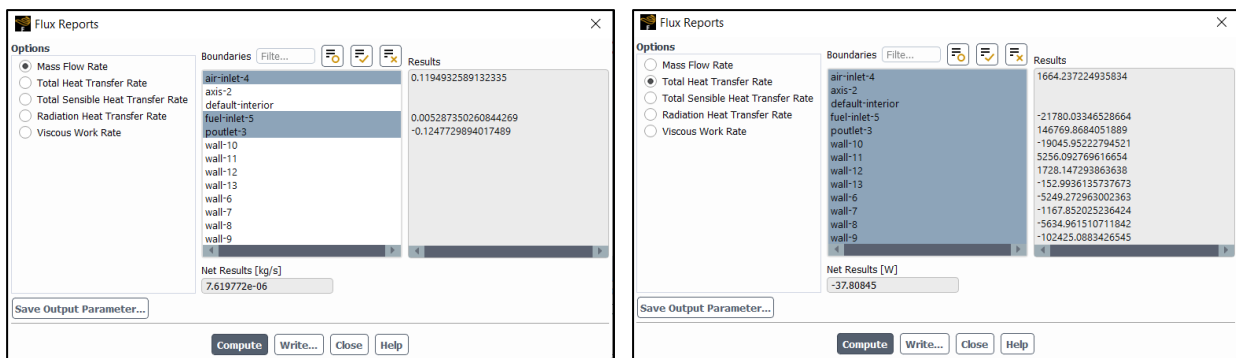 Flux Reports
Options
Mass Flow Rate
Total Heat Transfer Rate
Total Sensible Heat Transfer Rate
Radiation Heat Transfer Rate
Viscous Work Rate
Boundaries Filte...
Results
air-inlet-4 0.1194932589132335
axis-2
default-interior
fuel-inlet-5 0.005287350260844269
poutlet-3 -0.1247729894017489
wall-10
wall-11
wall-12
wall-13
wall-6
wall-7
wall-8
wall-9
Net Results [kg/s]
7.619772e-06
Save Output Parameter...
Compute Write... Close Help
Flux Reports
Options
Mass Flow Rate
Total Heat Transfer Rate
Total Sensible Heat Transfer Rate
Radiation Heat Transfer Rate
Viscous Work Rate
Boundaries Filte...
Results
air-inlet-4 1664.237224935834
axis-2
default-interior
fuel-inlet-5 -21780.03346528664
poutlet-3 146769.8684051889
wall-10 -19045.95222794521
wall-11 5256.092769616654
wall-12 1728.147293863638
wall-13 -152.9936135737673
wall-6 -5249.272963002363
wall-7 -1167.852025236424
wall-8 -5634.961510711842
wall-9 -102425.0883426545
Net Results [W]
-37.80845
Save Output Parameter...
Compute Write... Close Help